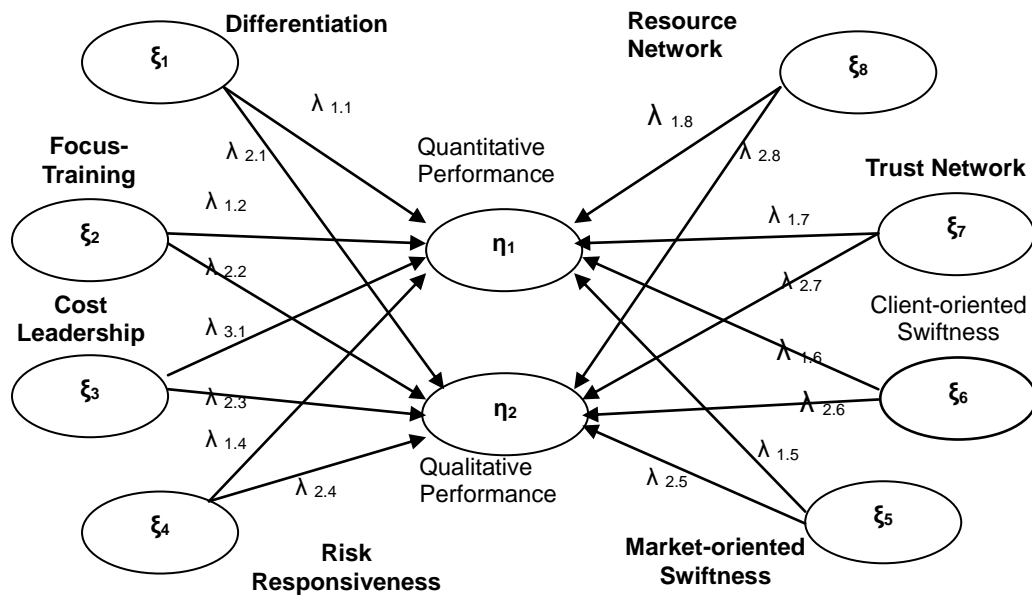 Differentiation
ξ1
λ 1.1
λ 2.1
Resource
Network
ξ8
λ 1.8
λ 2.8
Focus-
Training
ξ2
λ 1.2
λ 2.2
Quantitative
Performance
η1
Trust Network
ξ7
λ 1.7
λ 2.7
Cost
Leadership
ξ3
λ 3.1
λ 2.3
Client-oriented
Swiftness
ξ6
λ 1.6
λ 2.6
η2
Qualitative
Performance
λ 1.4
λ 2.4
ξ4
Risk
Responsiveness
λ 1.5
λ 2.5
ξ5
Market-oriented
Swiftness